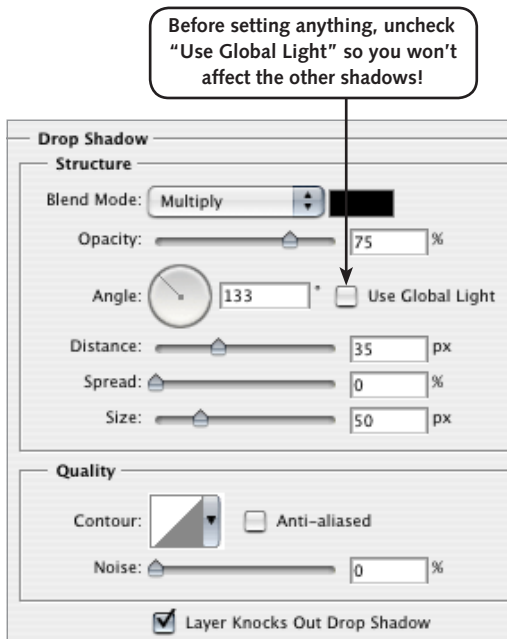 Before setting anything, uncheck
“Use Global Light” so you won’t
affect the other shadows!
Drop Shadow
Structure
Blend Mode: Multiply
Opacity: 75 %
Angle: 133 ° Use Global Light
Distance: 35 px
Spread: 0 %
Size: 50 px
Quality
Contour: Anti-aliased
Noise: 0 %
Layer Knocks Out Drop Shadow